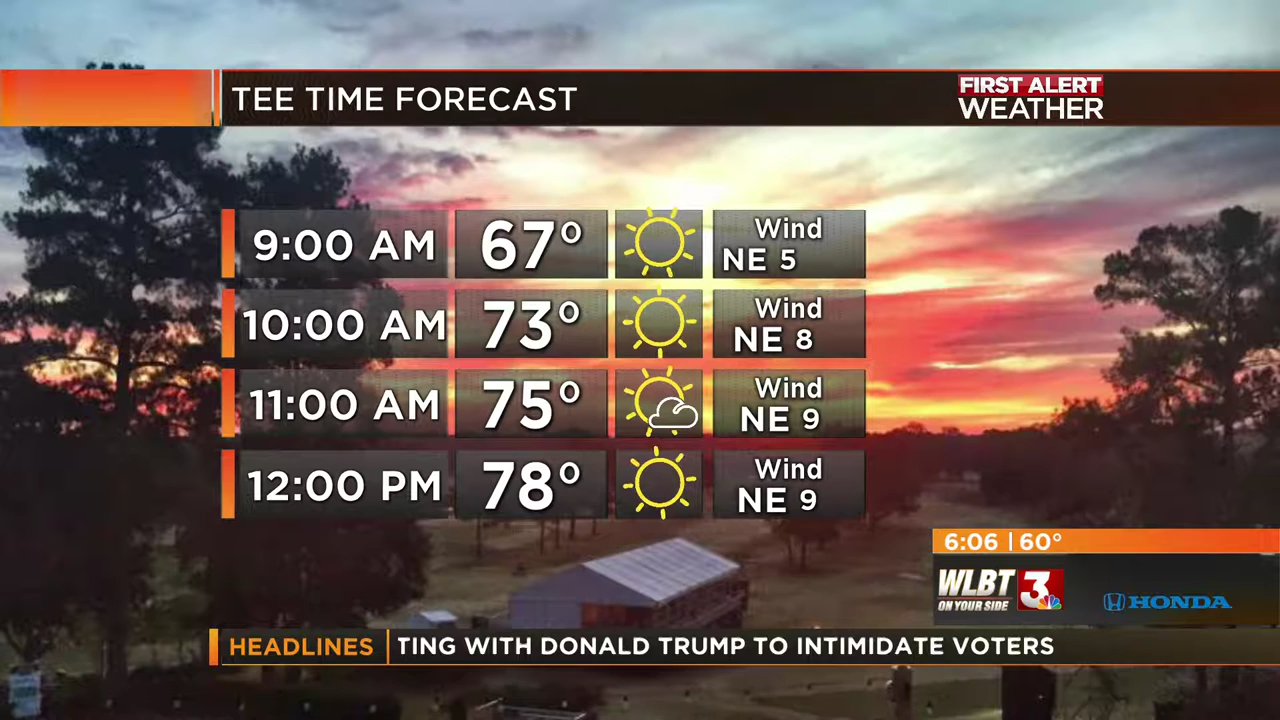 TEE TIME FORECAST
FIRST ALERT
WEATHER
9:00 AM 67° Wind
NE 5
10:00 AM 73° Wind
NE 8
11:00 AM 75° Wind
NE 9
12:00 PM 78° Wind
NE 9
6:06 | 60°
WLBT 3
ON YOUR SIDE
HONDA
HEADLINES TING WITH DONALD TRUMP TO INTIMIDATE VOTERS